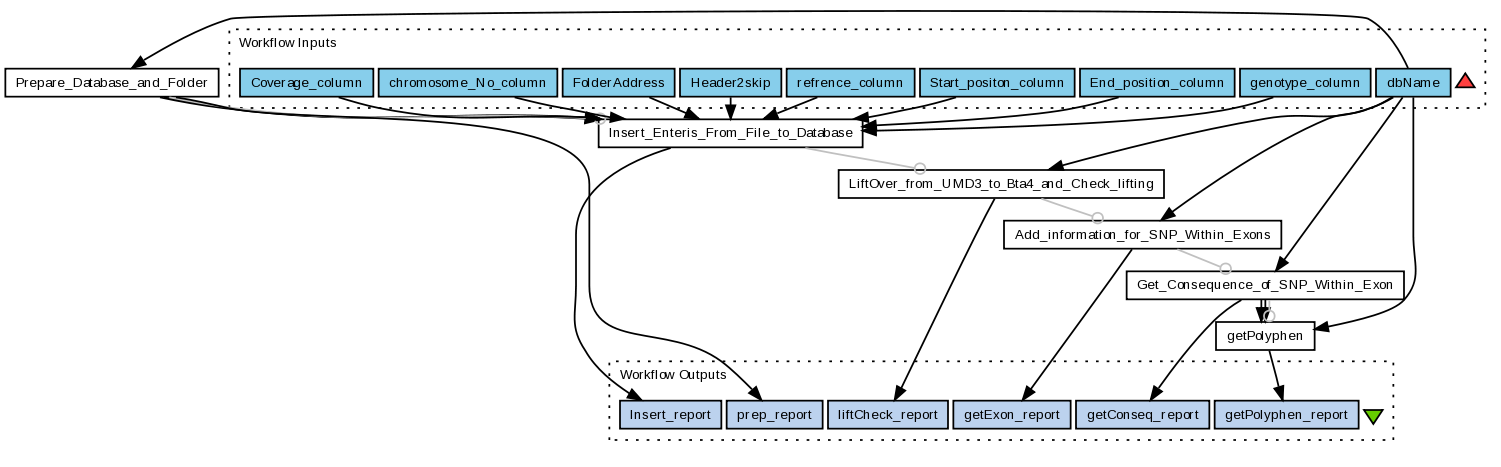 Workflow Inputs
Prepare_Database_and_Folder
Coverage_column
chromosome_No_column
FolderAddress
Header2skip
refrence_column
Start_positon_column
End_position_column
genotype_column
dbName
Insert_Enteris_From_File_to_Database
LiftOver_from_UMD3_to_Bta4_and_Check_lifting
Add_information_for_SNP_Within_Exons
Get_Consequence_of_SNP_Within_Exon
getPolyphen
Workflow Outputs
Insert_report
prep_report
liftCheck_report
getExon_report
getConseq_report
getPolyphen_report